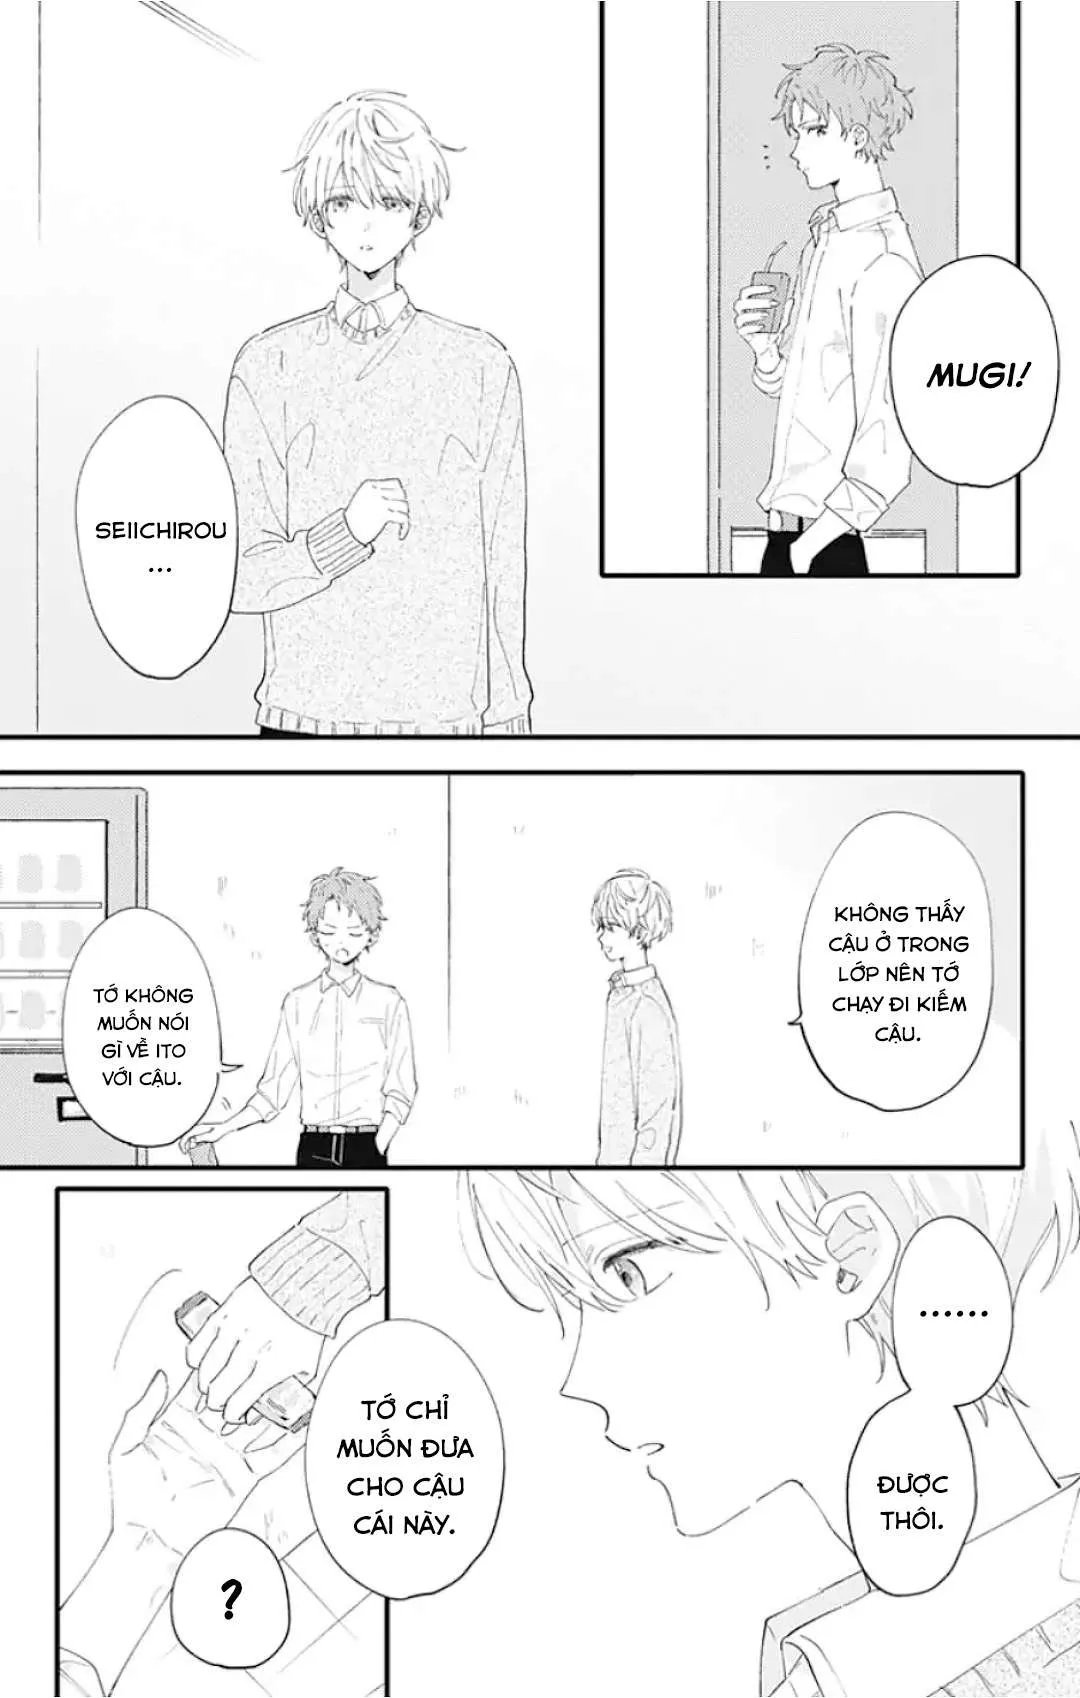 MUGI!
SEIICHIROU
...
KHÔNG THẤY
CẬU Ở TRONG
LỚP NÊN TỚ
CHẠY ĐI KIẾM
CẬU.
TỚ KHÔNG
MUỐN NÓI
GÌ VỀ ITO
VỚI CẬU.
......
ĐƯỢC
THÔI.
TỚ CHỈ
MUỐN ĐƯA
CHO CẬU
CÁI NÀY.
?